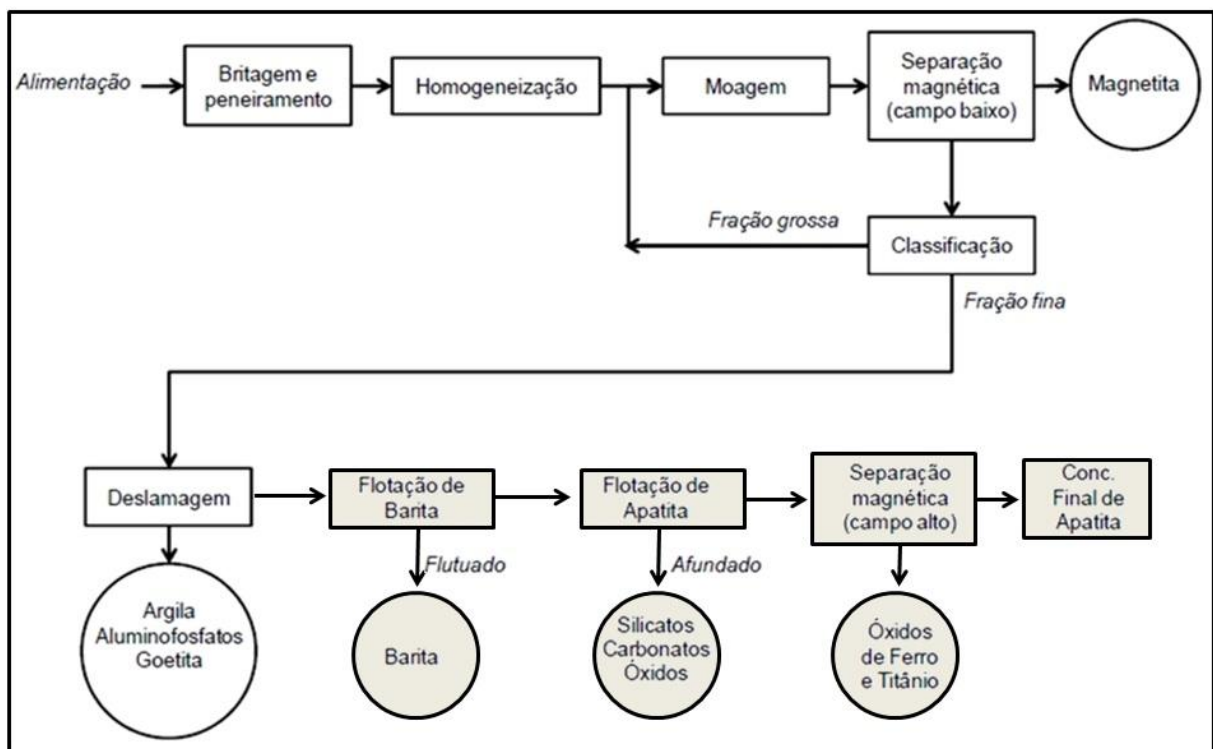 Alimentação
Britagem e
peneiramento
Homogeneização
Moagem
Separação
magnética
(campo baixo)
Magnetita
Fração grossa
Classificação
Fração fina
Deslamagem
Flotação de
Barita
Flotação de
Apatita
Separação
magnética
(campo alto)
Conc.
Final de
Apatita
Flutuado
Afundado
Argila
Aluminofosfatos
Goetita
Barita
Silicatos
Carbonatos
Óxidos
Óxidos
de Ferro
e Titânio